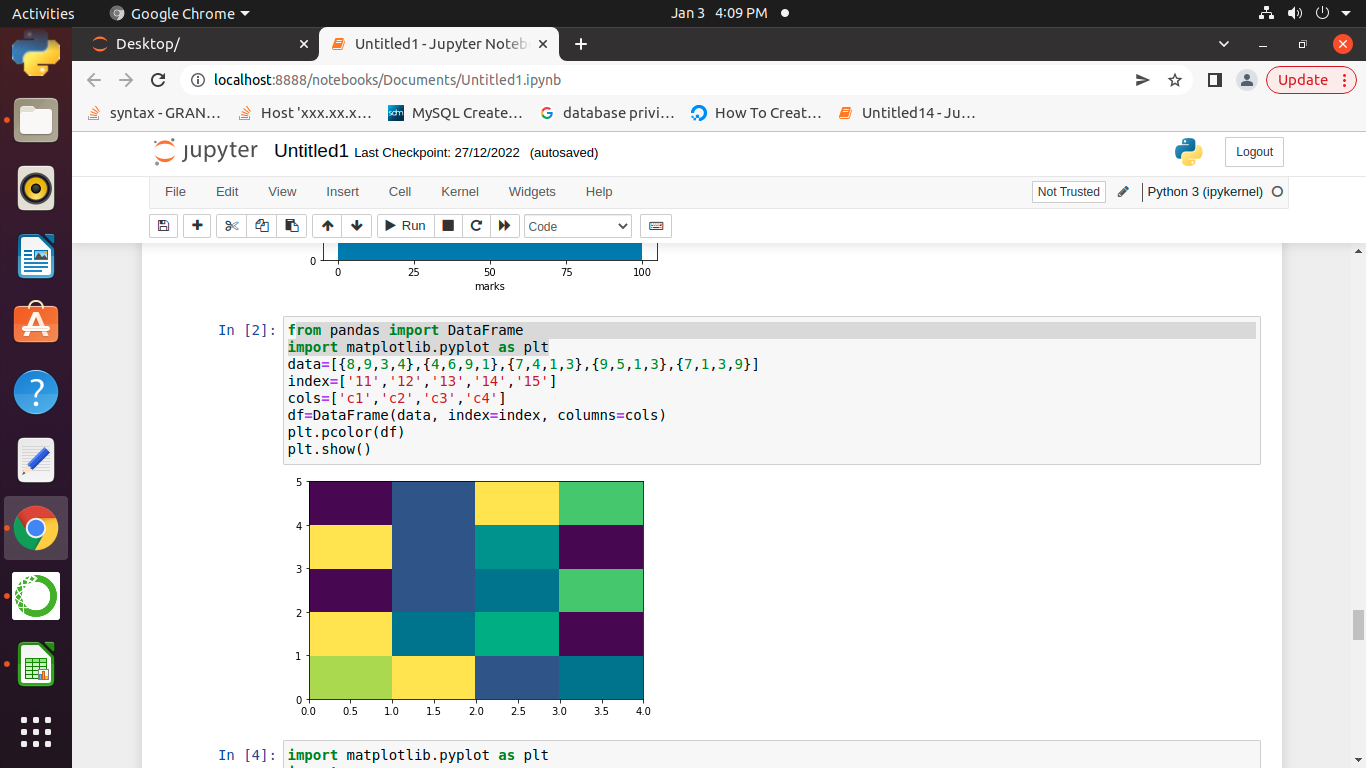 Activities Google Chrome Jan 3 4:09 PM
Desktop/ Untitled1 - Jupyter Noteb
localhost:8888/notebooks/Documents/Untitled1.ipynb Update
syntax - GRAN… Host 'xxx.xx.x… MySQL Create… database privi… How To Creat… Untitled14 - Ju…
jupyter Untitled1 Last Checkpoint: 27/12/2022 (autosaved) Logout
File Edit View Insert Cell Kernel Widgets Help Not Trusted Python 3 (ipykernel)
Run Code
0
0 25 50 75 100
marks
In [2]: from pandas import DataFrame
import matplotlib.pyplot as plt
data=[{8,9,3,4},{4,6,9,1},{7,4,1,3},{9,5,1,3},{7,1,3,9}]
index=['11','12','13','14','15']
cols=['c1','c2','c3','c4']
df=DataFrame(data, index=index, columns=cols)
plt.pcolor(df)
plt.show()
5
4
3
2
1
0
0.0 0.5 1.0 1.5 2.0 2.5 3.0 3.5 4.0
In [4]: import matplotlib.pyplot as plt